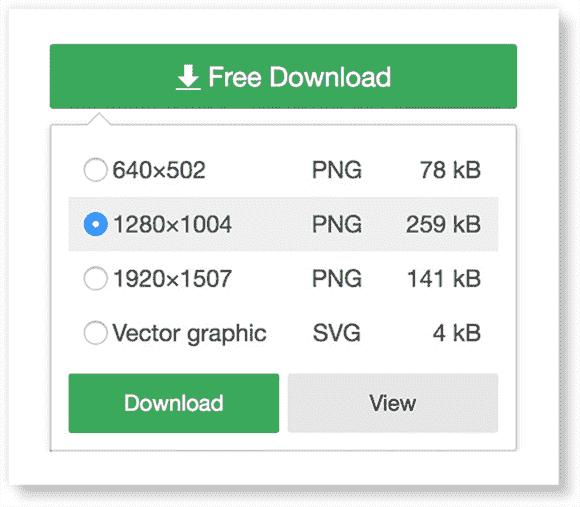 Free Download
640×502 PNG 78 kB
1280×1004 PNG 259 kB
1920×1507 PNG 141 kB
Vector graphic SVG 4 kB
Download View